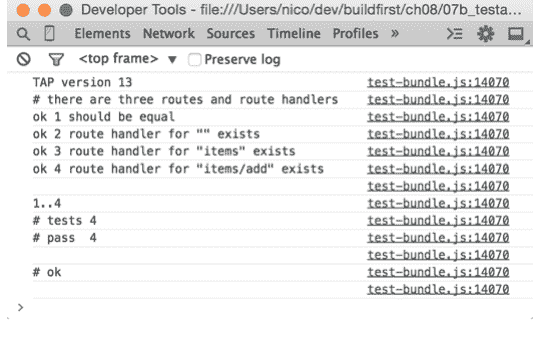 Developer Tools - file:///Users/nico/dev/buildfirst/ch08/07b_testa...
Elements Network Sources Timeline Profiles »
<top frame> ▼ Preserve log
TAP version 13 test-bundle.js:14070
# there are three routes and route handlers test-bundle.js:14070
ok 1 should be equal test-bundle.js:14070
ok 2 route handler for "" exists test-bundle.js:14070
ok 3 route handler for "items" exists test-bundle.js:14070
ok 4 route handler for "items/add" exists test-bundle.js:14070
test-bundle.js:14070
1..4 test-bundle.js:14070
# tests 4 test-bundle.js:14070
# pass 4 test-bundle.js:14070
test-bundle.js:14070
# ok test-bundle.js:14070
test-bundle.js:14070
>